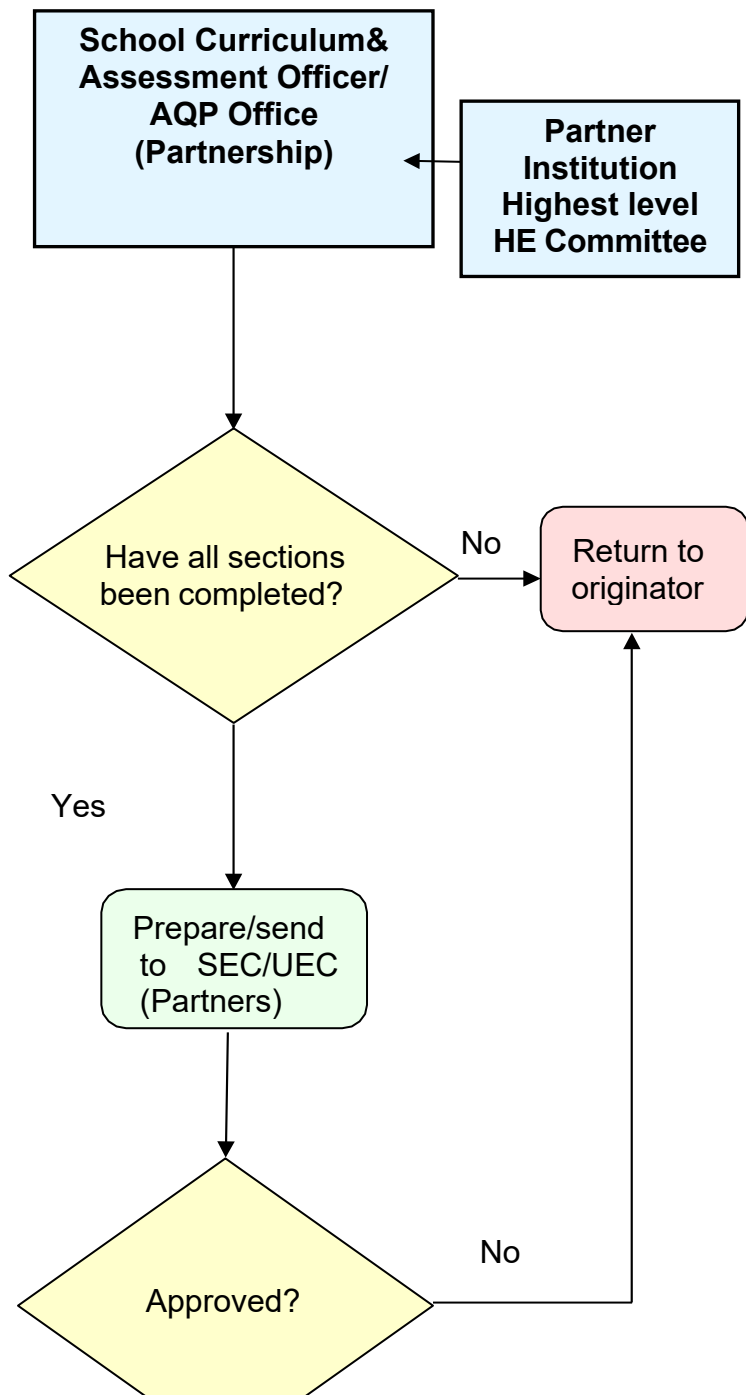 School Curriculum&
Assessment Officer/
AQP Office
(Partnership)
Partner
Institution
Highest level
HE Committee
Have all sections
been completed?
No
Return to
originator
Yes
Prepare/send
to SEC/UEC
(Partners)
No
Approved?